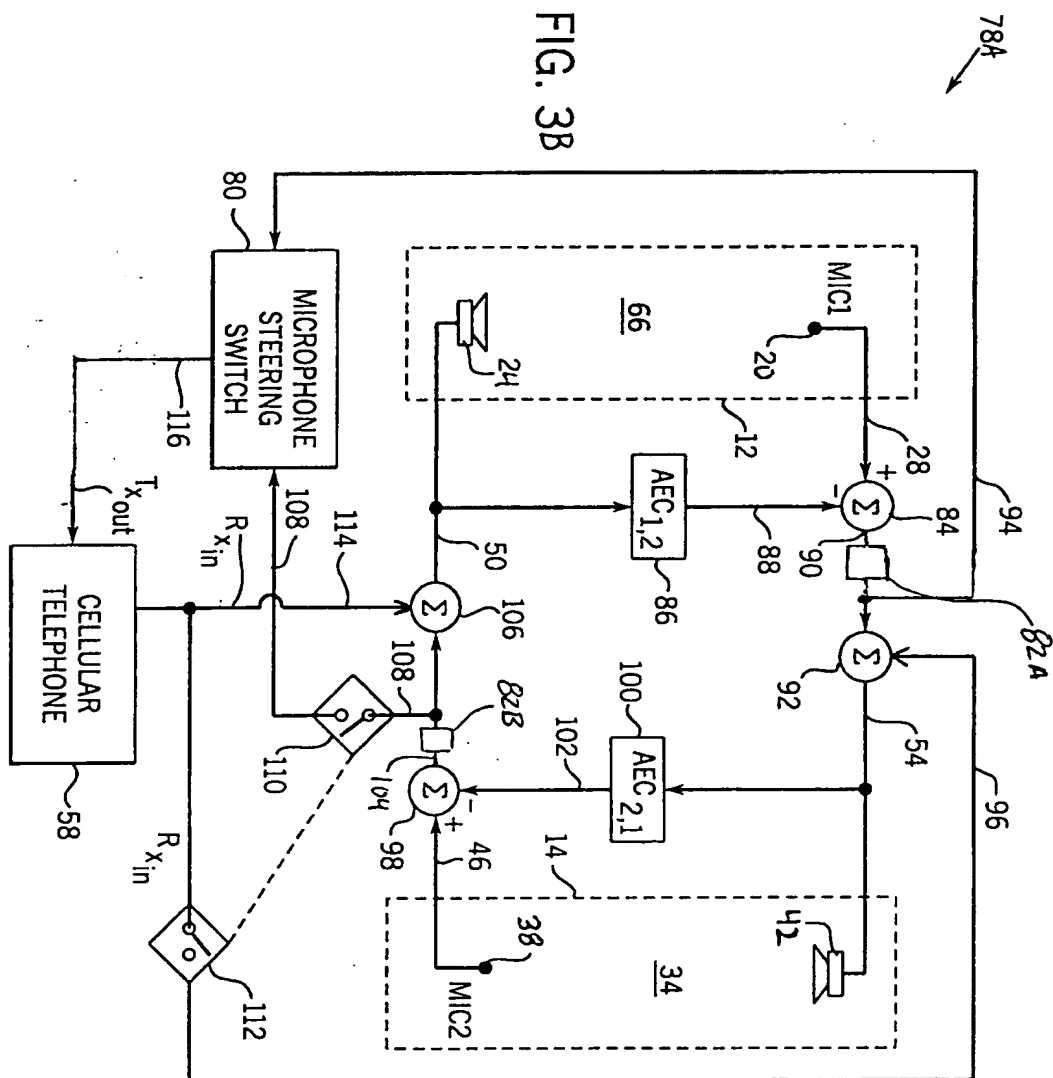 78A
FIG. 3B
80
MICROPHONE
STEERING
SWITCH
116
Tx out
CELLULAR
TELEPHONE
58
Rx in
Rx in
114
108
108
110
112
66
MIC1
20
24
12
28
+
-
Σ
84
90
82A
94
AEC 1,2
86
88
50
Σ
106
Σ
92
54
96
AEC 2,1
100
102
82B
104
Σ
-
+
98
46
14
34
42
38
MIC2